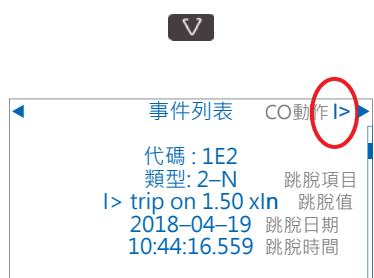 事件列表 CO動作 I>
代碼 : 1E2
類型: 2–N 跳脫項目
I> trip on 1.50 xIn 跳脫值
2018–04–19 跳脫日期
10:44:16.559 跳脫時間